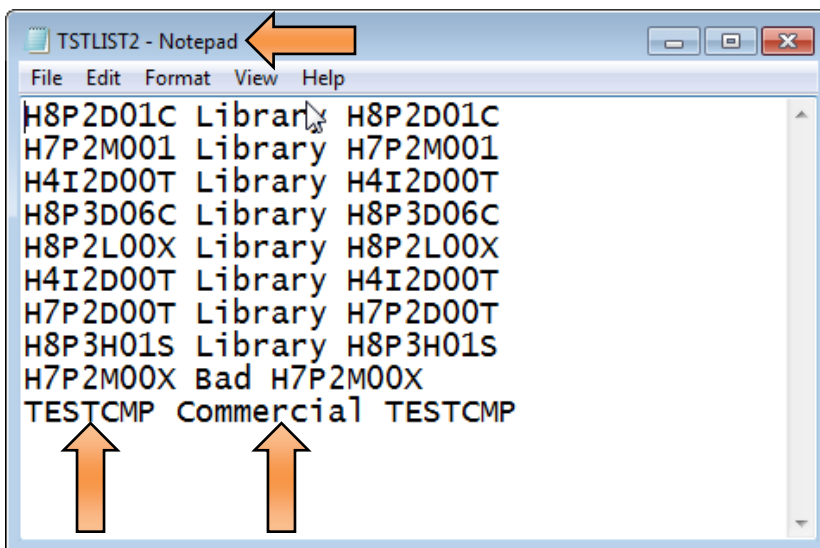 TSTLIST2 - Notepad
File Edit Format View Help
H8P2D01C Library H8P2D01C
H7P2M001 Library H7P2M001
H4I2D00T Library H4I2D00T
H8P3D06C Library H8P3D06C
H8P2L00X Library H8P2L00X
H4I2D00T Library H4I2D00T
H7P2D00T Library H7P2D00T
H8P3H01S Library H8P3H01S
H7P2M00X Bad H7P2M00X
TESTCMP Commercial TESTCMP